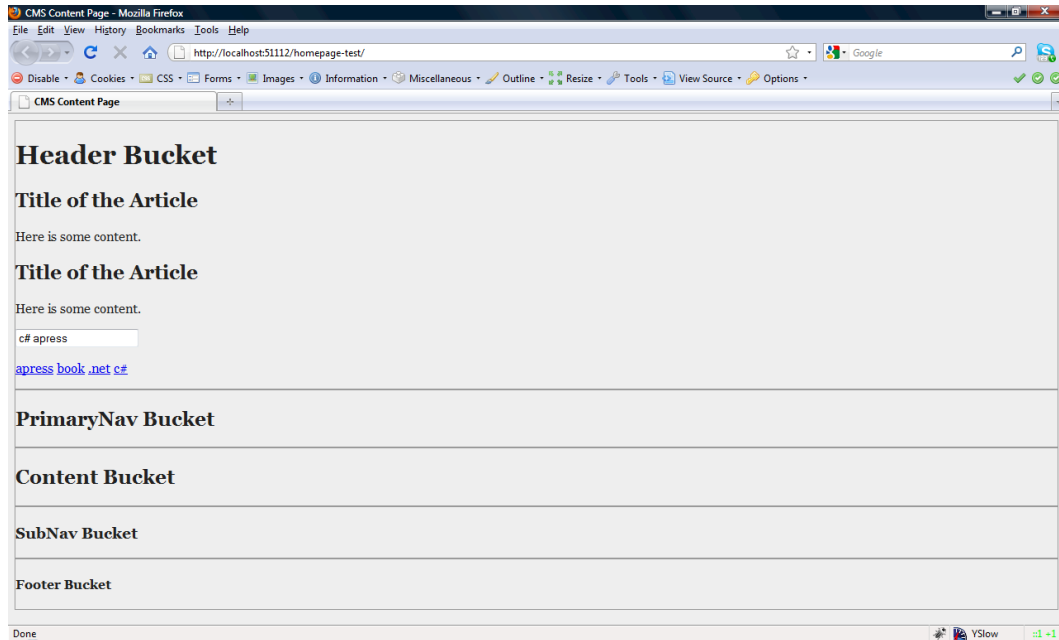 CMS Content Page - Mozilla Firefox
File Edit View History Bookmarks Tools Help
http://localhost:51112/homepage-test/ Google
Disable Cookies CSS Forms Images Information Miscellaneous Outline Resize Tools View Source Options
CMS Content Page
Header Bucket
Title of the Article
Here is some content.
Title of the Article
Here is some content.
c# apress
apress book .net c#
PrimaryNav Bucket
Content Bucket
SubNav Bucket
Footer Bucket
Done YSlow